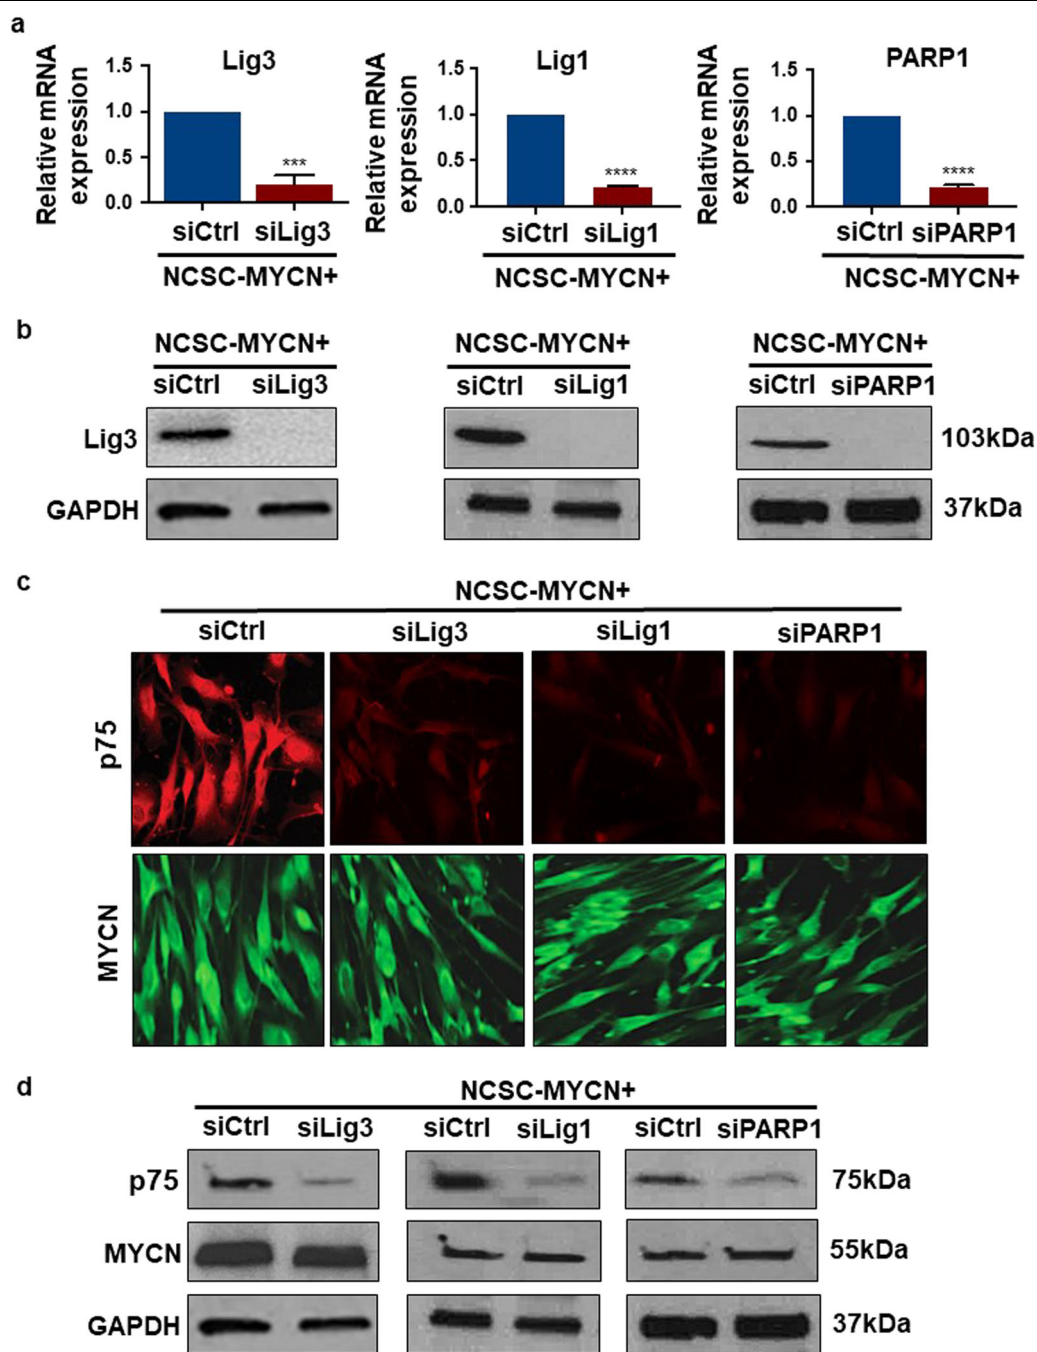 a
Lig3
Relative mRNA
expression
1.5
1.0
0.5
0.0
***
siCtrl siLig3
NCSC-MYCN+
Lig1
Relative mRNA
expression
1.5
1.0
0.5
0.0
****
siCtrl siLig1
NCSC-MYCN+
PARP1
Relative mRNA
expression
1.5
1.0
0.5
0.0
****
siCtrl siPARP1
NCSC-MYCN+
b
NCSC-MYCN+ NCSC-MYCN+ NCSC-MYCN+
siCtrl siLig3 siCtrl siLig1 siCtrl siPARP1
Lig3 103kDa
GAPDH 37kDa
c
NCSC-MYCN+
siCtrl siLig3 siLig1 siPARP1
p75
MYCN
d
NCSC-MYCN+
siCtrl siLig3 siCtrl siLig1 siCtrl siPARP1
p75 75kDa
MYCN 55kDa
GAPDH 37kDa